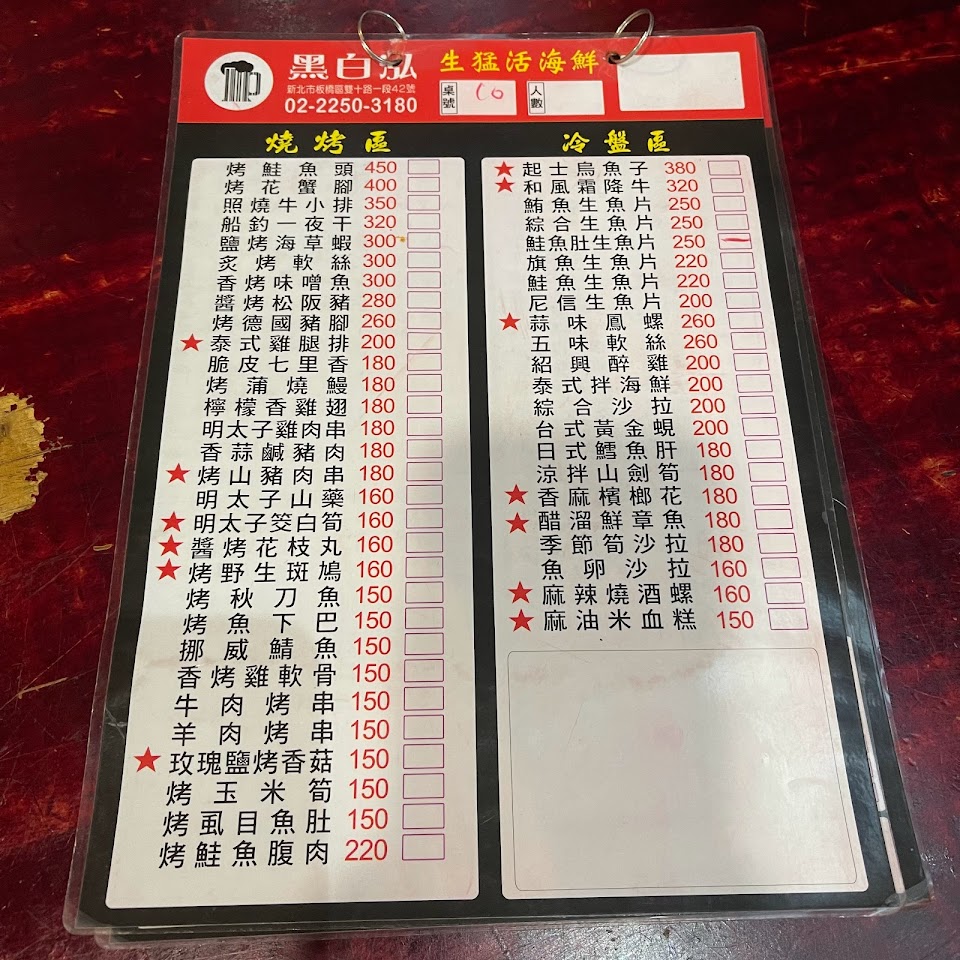 黑白泓 生猛活海鮮
新北市板橋區雙十路一段42號
02-2250-3180
桌號 C0
人數
燒烤區
烤鮭魚頭 450
烤花蟹腳 400
照燒牛小排 350
船釣一夜干 320
鹽烤海草蝦 300
炙烤軟絲 300
香烤味噌魚 300
醬烤松阪豬 280
烤德國豬腳 260
★泰式雞腿排 200
脆皮七里香 180
烤蒲燒鰻 180
檸檬香雞翅 180
明太子雞肉串 180
香蒜鹹豬肉 180
★烤山豬肉串 180
明太子山藥 160
★明太子筊白筍 160
★醬烤花枝丸 160
★烤野生斑鳩 160
烤秋刀魚 150
烤魚下巴 150
挪威鯖魚 150
香烤雞軟骨 150
牛肉烤串 150
羊肉烤串 150
★玫瑰鹽烤香菇 150
烤玉米筍 150
烤虱目魚肚 150
烤鮭魚腹肉 220
冷盤區
★起士烏魚子 380
★和風霜降牛 320
鮪魚生魚片 250
綜合生魚片 250
鮭魚肚生魚片 250
旗魚生魚片 220
鮭魚生魚片 220
尼信生魚片 200
★蒜味鳳螺 260
五味軟絲 260
紹興醉雞 200
泰式拌海鮮 200
綜合沙拉 200
台式黃金蜆 200
日式鱈魚肝 180
涼拌山劍筍 180
★香麻檳榔花 180
★醋溜鮮章魚 180
季節筍沙拉 180
魚卵沙拉 160
★麻辣燒酒螺 160
★麻油米血糕 150